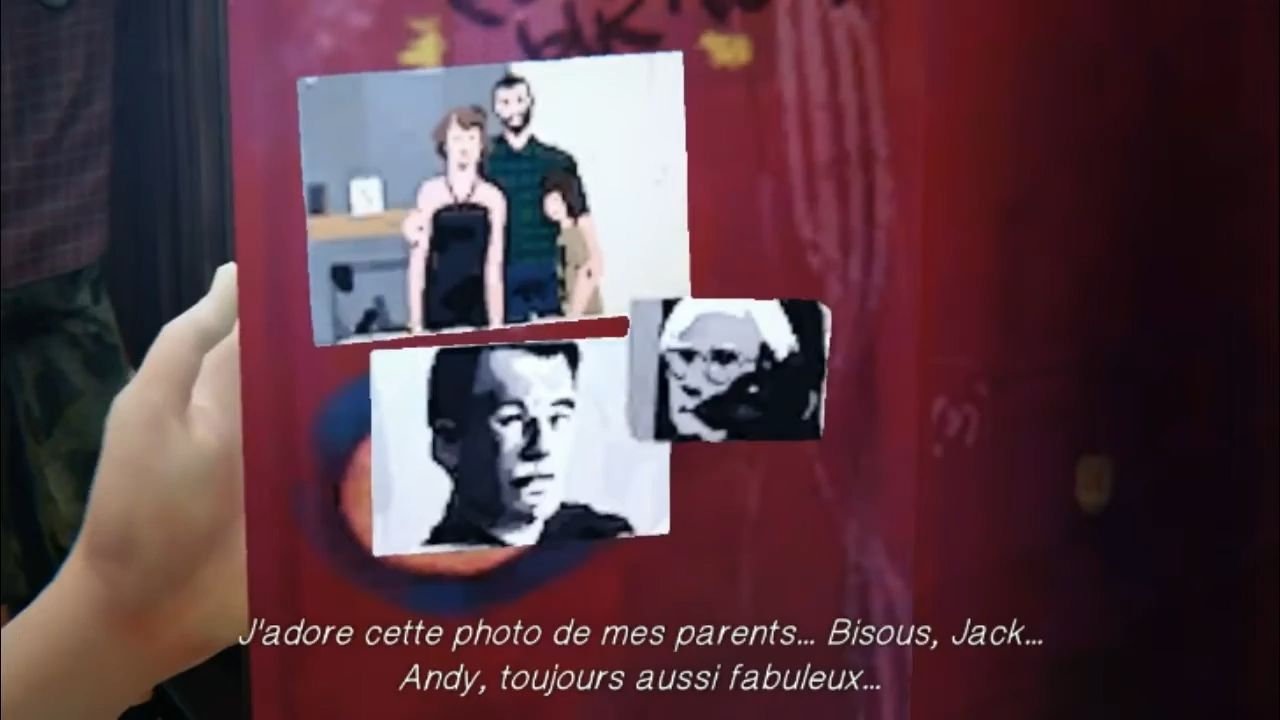 J'adore cette photo de mes parents... Bisous, Jack...
Andy, toujours aussi fabuleux...